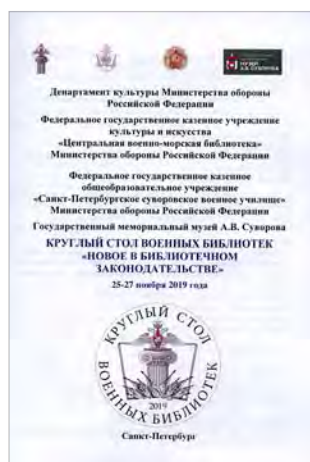 МУЗЕЙ
А.В. СУВОРОВА
Департамент культуры Министерства обороны
Российской Федерации
Федеральное государственное казенное учреждение
культуры и искусства
«Центральная военно-морская библиотека»
Министерства обороны Российской Федерации
Федеральное государственное казенное
общеобразовательное учреждение
«Санкт-Петербургское суворовское военное училище»
Министерства обороны Российской Федерации
Государственный мемориальный музей А.В. Суворова
КРУГЛЫЙ СТОЛ ВОЕННЫХ БИБЛИОТЕК
«НОВОЕ В БИБЛИОТЕЧНОМ
ЗАКОНОДАТЕЛЬСТВЕ»
25-27 ноября 2019 года
КРУГЛЫЙ СТОЛ
ВОЕННЫХ БИБЛИОТЕК
2019
Санкт-Петербург